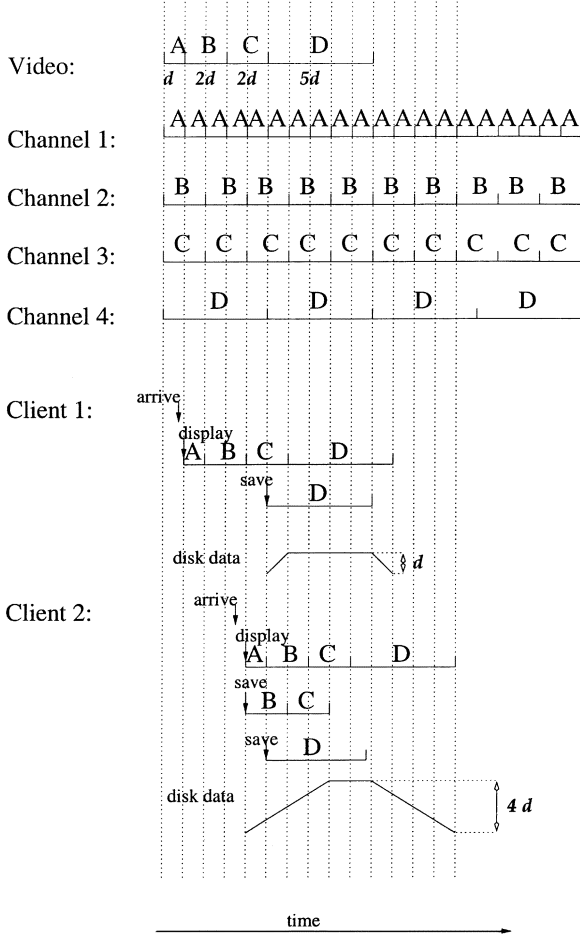 A B C D
Video:
d 2d 2d 5d
A A A A A A A A A A A A A A A A A A A A
Channel 1:
B B B B B B B B B B
Channel 2:
C C C C C C C C C C
Channel 3:
D D D D
Channel 4:
arrive
Client 1:
display
A B C D
save
D
disk data
d
Client 2:
arrive
display
A B C D
save
B C
save
D
disk data
4 d
time